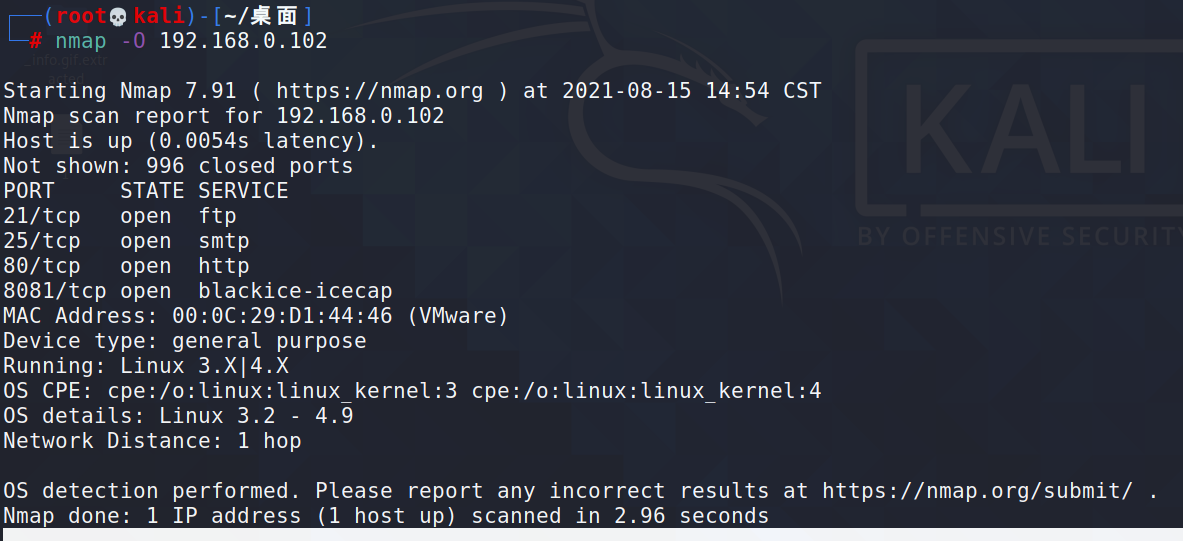 (root💀kali)-[~/桌面]
# nmap -O 192.168.0.102
_info.gif.extr
acted
Starting Nmap 7.91 ( https://nmap.org ) at 2021-08-15 14:54 CST
Nmap scan report for 192.168.0.102
Host is up (0.0054s latency).
Not shown: 996 closed ports
PORT     STATE SERVICE
21/tcp   open  ftp
25/tcp   open  smtp
80/tcp   open  http
8081/tcp open  blackice-icecap
MAC Address: 00:0C:29:D1:44:46 (VMware)
Device type: general purpose
Running: Linux 3.X|4.X
OS CPE: cpe:/o:linux:linux_kernel:3 cpe:/o:linux:linux_kernel:4
OS details: Linux 3.2 - 4.9
Network Distance: 1 hop
OS detection performed. Please report any incorrect results at https://nmap.org/submit/ .
Nmap done: 1 IP address (1 host up) scanned in 2.96 seconds
KALI
BY OFFENSIVE SECURITY